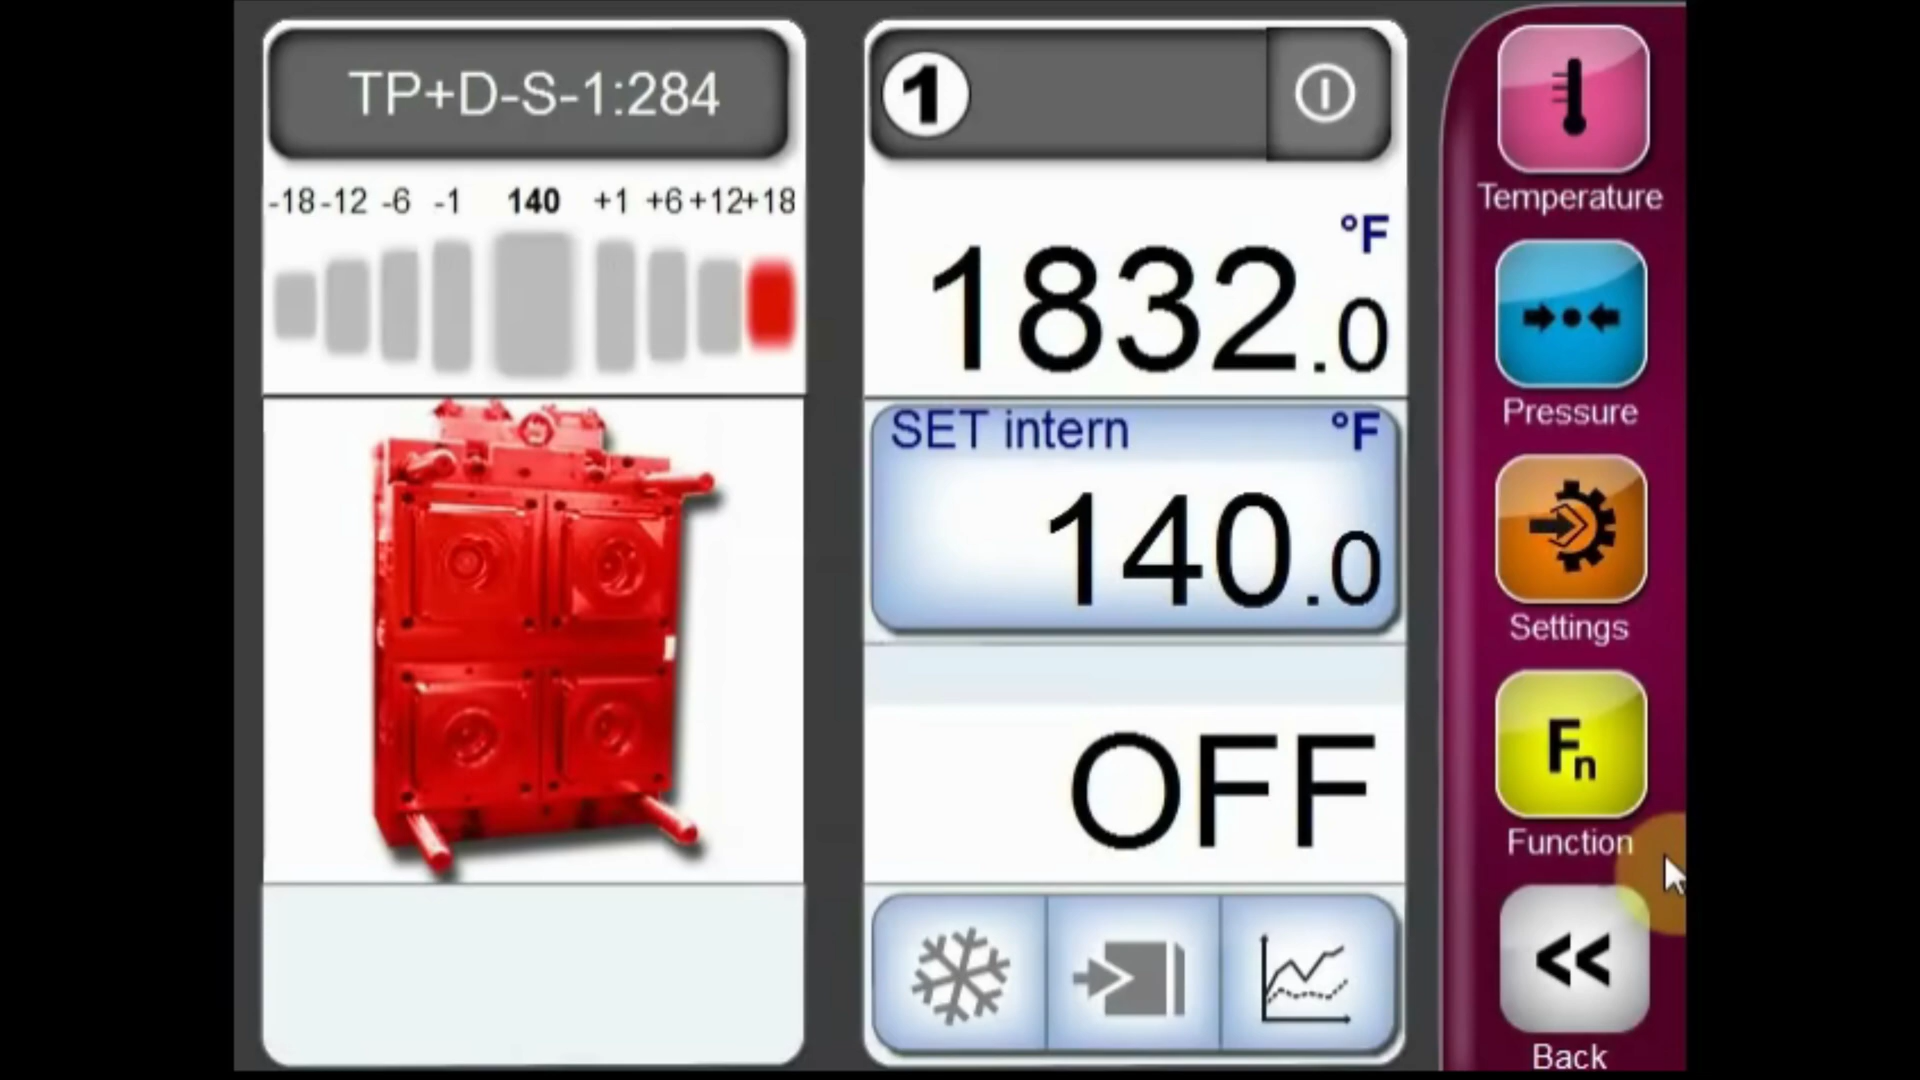 TP+D-S-1:284
-18 -12 -6 -1 140 +1 +6 +12 +18
1
°F
1832.0
SET intern °F
140.0
OFF
Temperature
Pressure
Settings
Fn
Function
<<
Back